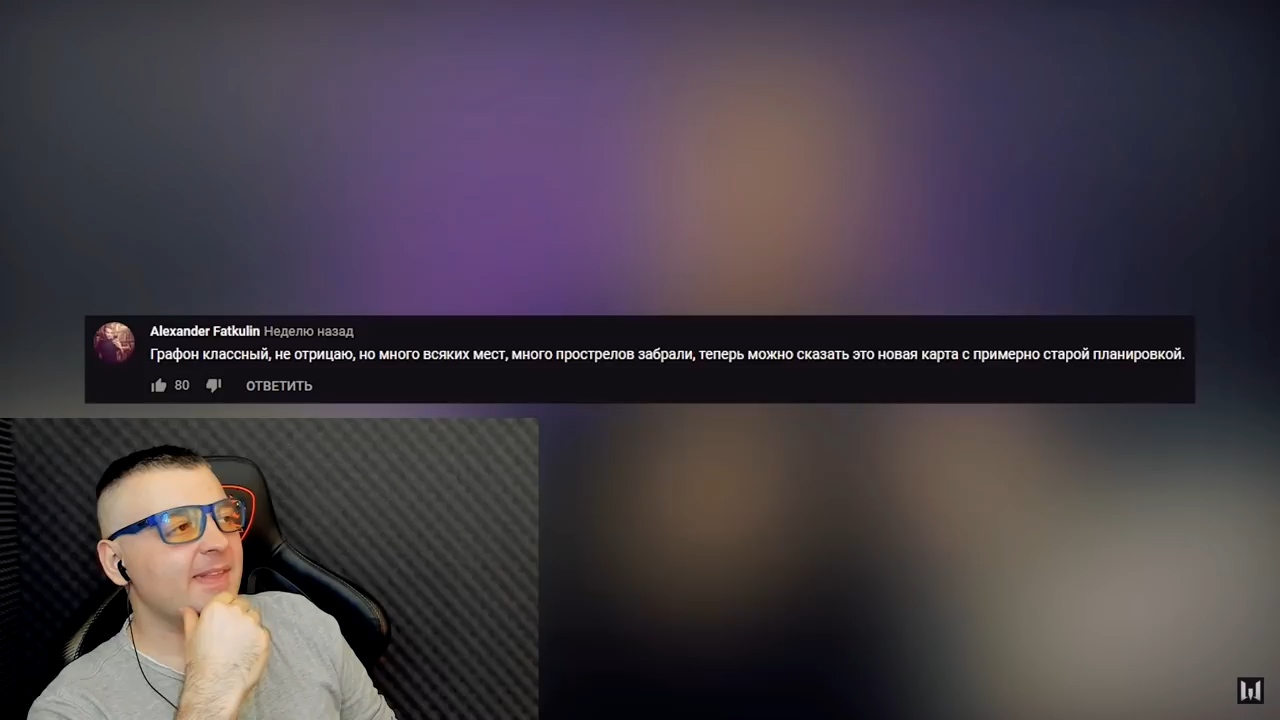 Alexander Fatkulin Неделю назад
Графон классный, не отрицаю, но много всяких мест, много прострелов забрали, теперь можно сказать это новая карта с примерно старой планировкой.
80 ОТВЕТИТЬ